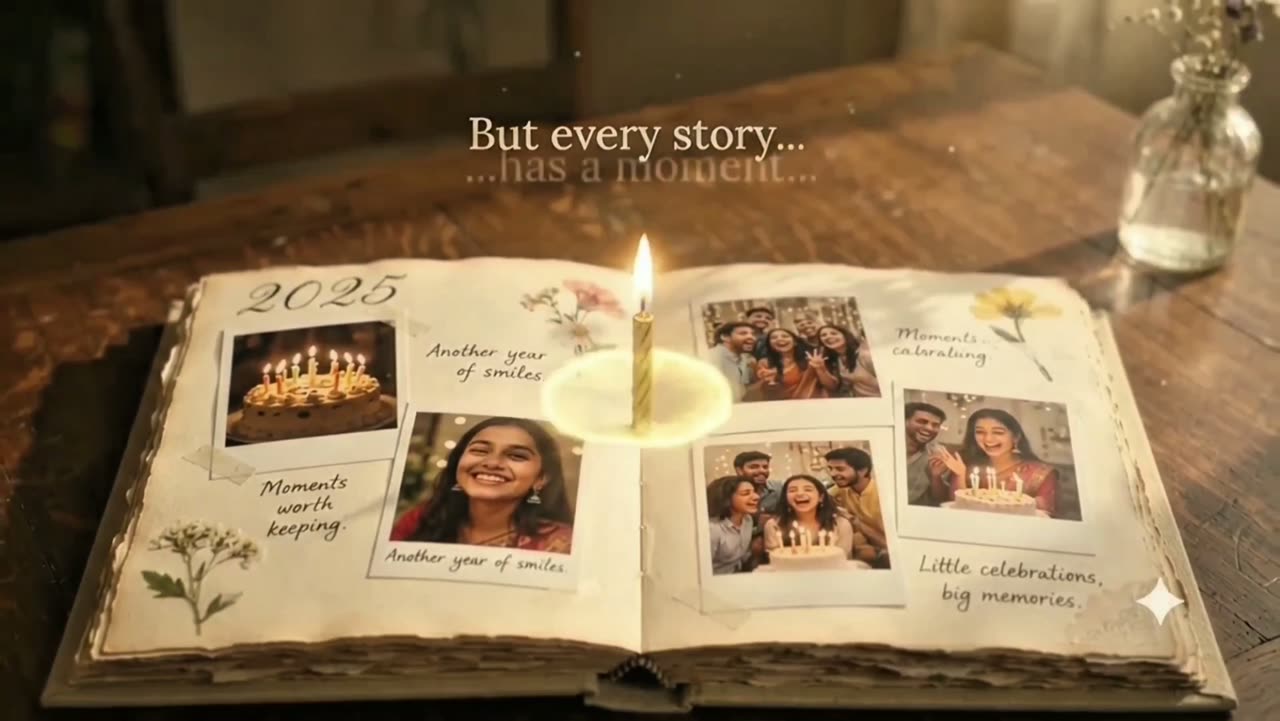 But every story...
...has a moment...
2025
Another year
of smiles.
Moments
worth
keeping.
Another year of smiles.
Moments...
calsraliung
Little celebrations,
big memories.